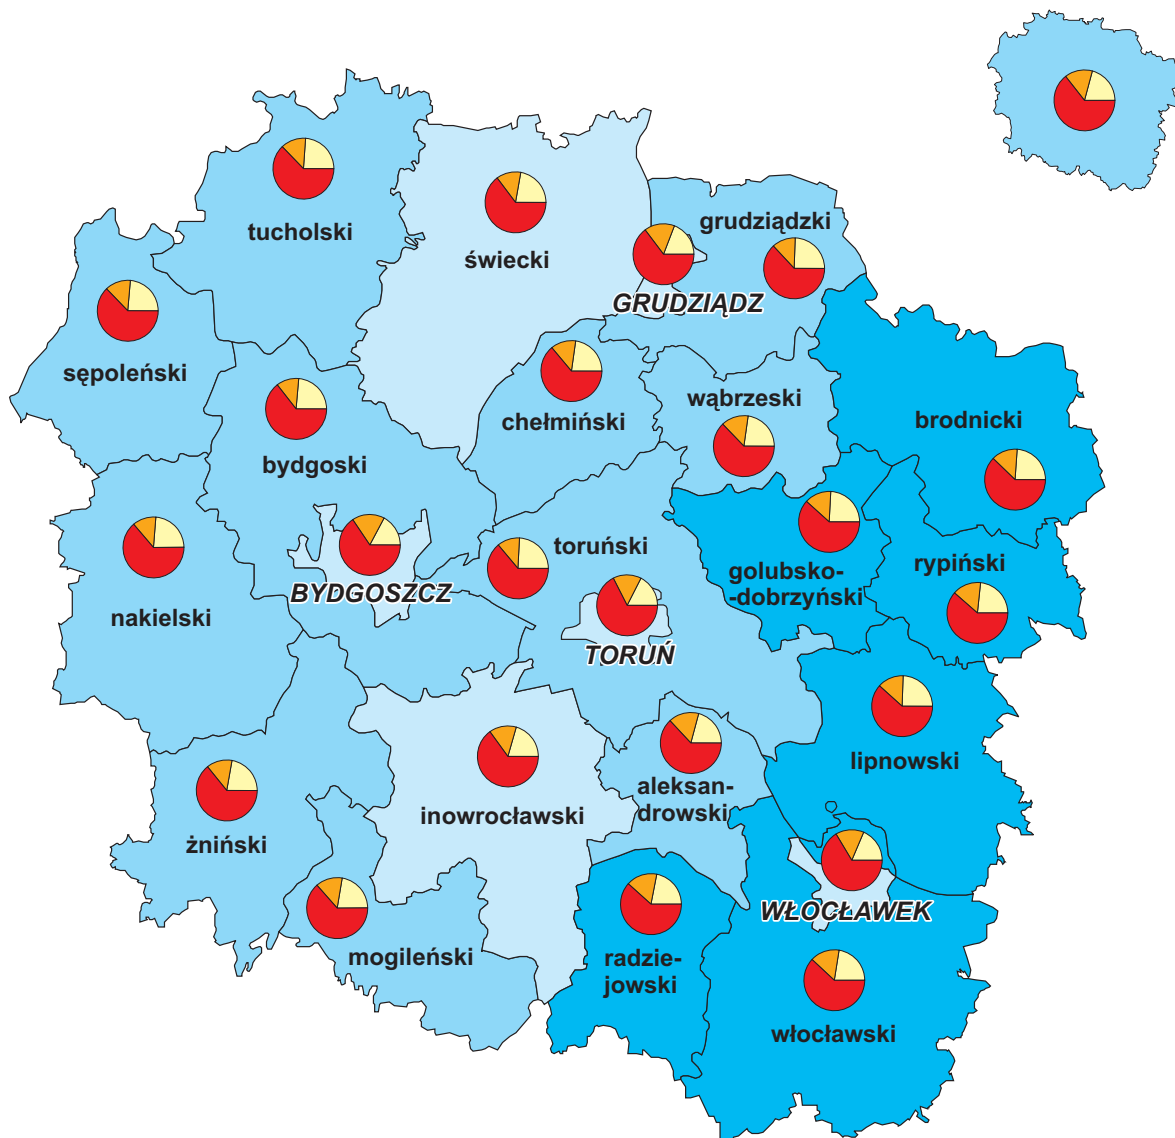 tucholski
świecki
grudziądzki
GRUDZIĄDZ
sępoleński
chełmiński
wąbrzeski
brodnicki
bydgoski
toruński
golubsko-
-dobrzyński
rypiński
BYDGOSZCZ
nakielski
TORUŃ
lipnowski
aleksan-
drowski
inowrocławski
żniński
WŁOCŁAWEK
mogileński
radzie-
jowski
włocławski